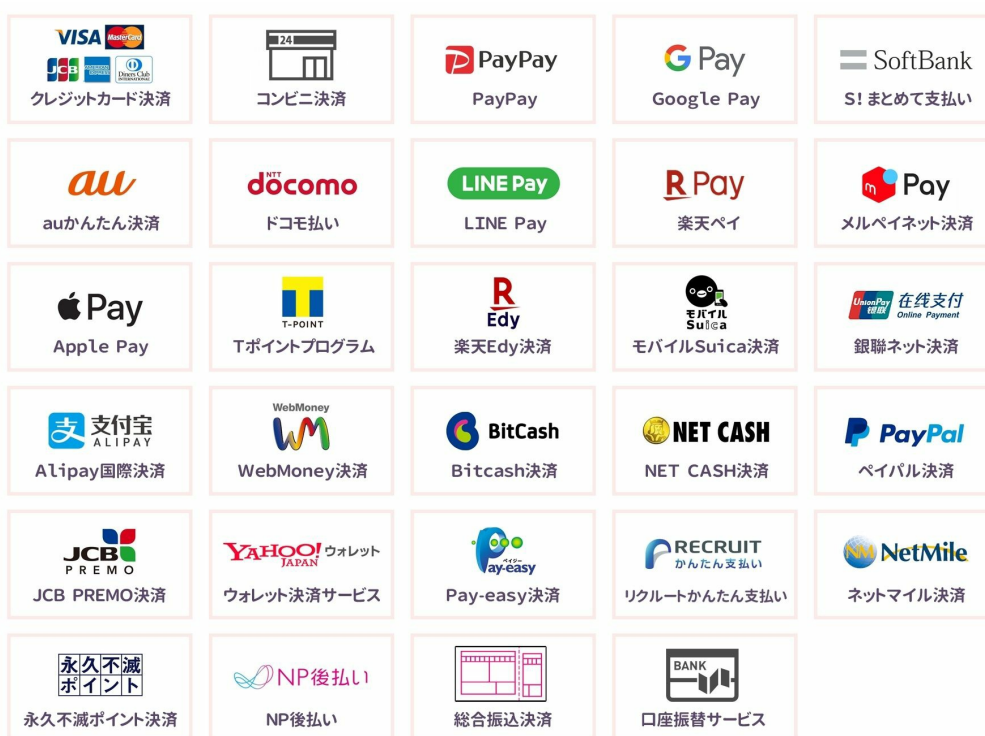 VISA MasterCard
JCB AMERICAN EXPRESS Diners Club INTERNATIONAL
クレジットカード決済
24
コンビニ決済
PayPay
PayPay
G Pay
Google Pay
SoftBank
S! まとめて支払い
au
auかんたん決済
NTT
döcomo
ドコモ払い
LINE Pay
LINE Pay
R Pay
楽天ペイ
m Pay
メルペイネット決済
Pay
Apple Pay
T
T-POINT
Tポイントプログラム
R
Edy
楽天Edy決済
モバイル
Suica
モバイルSuica決済
UnionPay 银联
在线支付
Online Payment
銀聯ネット決済
支 支付宝
ALIPAY
Alipay国際決済
WebMoney
WM
WebMoney決済
BitCash
Bitcash決済
NET CASH
NET CASH決済
PayPal
ペイパル決済
JCB
PREMO
JCB PREMO決済
YAHOO! ウォレット
JAPAN
ウォレット決済サービス
ペイジー
Pay-easy
Pay-easy決済
RECRUIT
かんたん支払い
リクルートかんたん支払い
NM NetMile
ネットマイル決済
永久不滅
ポイント
永久不滅ポイント決済
NP後払い
NP後払い
総合振込決済
BANK
口座振替サービス